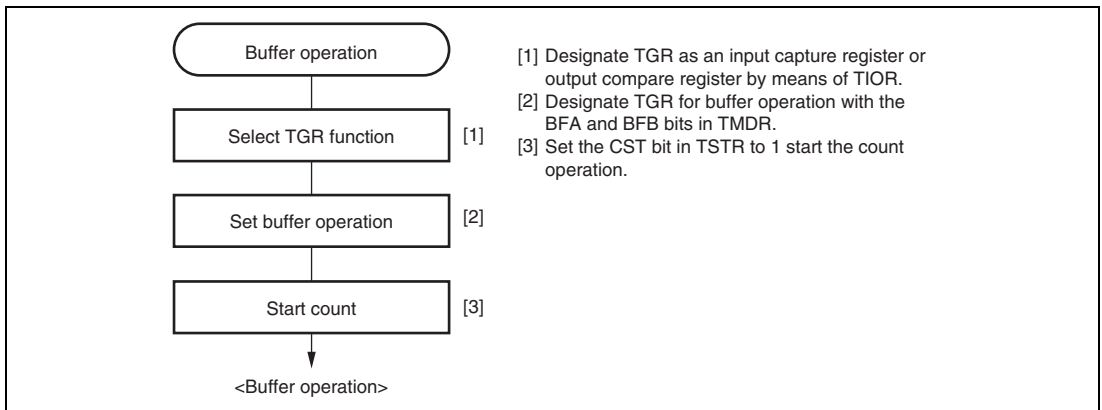 Buffer operation
Select TGR function
[1]
Set buffer operation
[2]
Start count
[3]
<Buffer operation>
[1] Designate TGR as an input capture register or
output compare register by means of TIOR.
[2] Designate TGR for buffer operation with the
BFA and BFB bits in TMDR.
[3] Set the CST bit in TSTR to 1 start the count
operation.